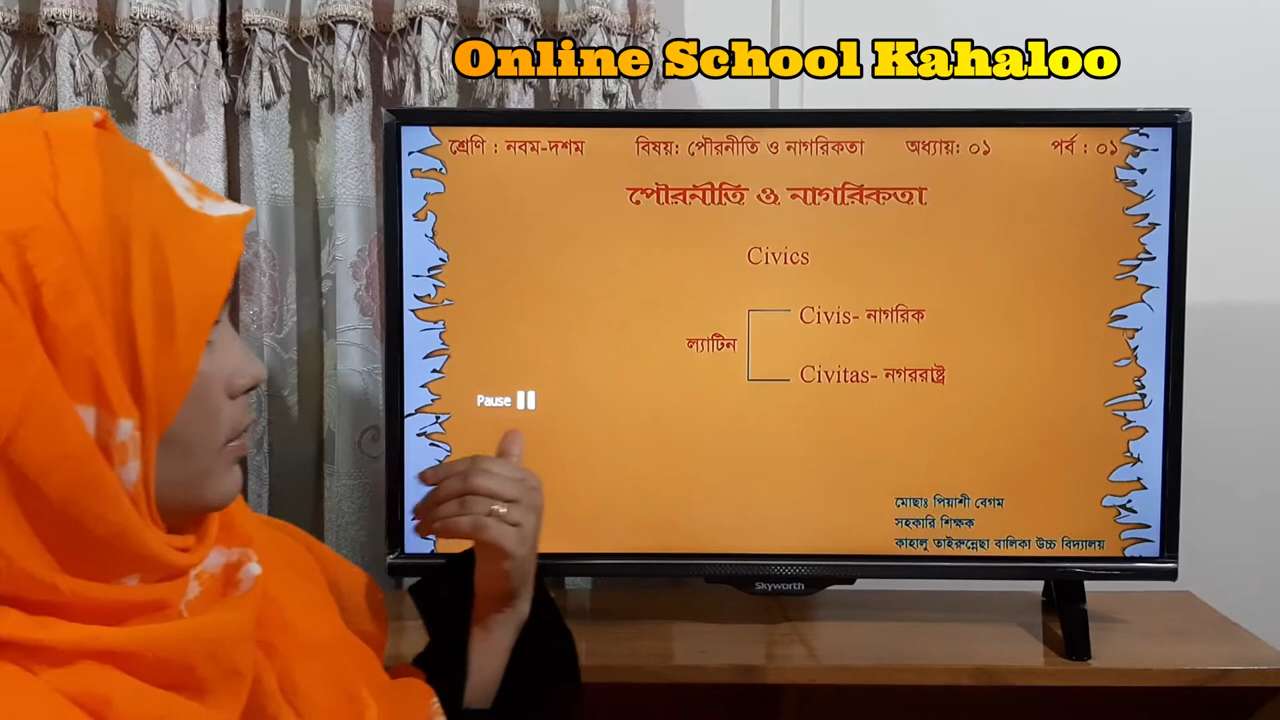 Online School Kahaloo
শ্রেণি : নবম-দশম বিষয়: পৌরনীতি ও নাগরিকতা অধ্যায়: ০১ পর্ব : ০১
পৌরনীতি ও নাগরিকতা
Civics
Civis- নাগরিক
ল্যাটিন
Civitas- নগররাষ্ট্র
Pause
মোছাঃ পিয়াশী বেগম
সহকারি শিক্ষক
কাহালু তাইরুন্নেছা বালিকা উচ্চ বিদ্যালয়
Skyworth